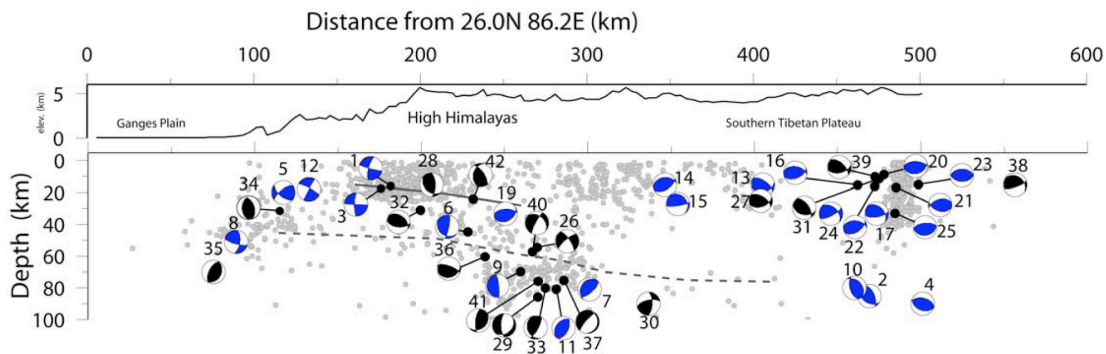 Distance from 26.0N 86.2E (km)
0 100 200 300 400 500 600
elev. (km)
5
0
Ganges Plain
High Himalayas
Southern Tibetan Plateau
Depth (km)
0
20
40
60
80
100
34 5 12 1 28 42 14 13 16 39 20 23 38
8 3 32 6 19 40 26 15 27 31 24 22 17 25 21
35 36 9 10 2 4
41 29 33 11 37 7 30